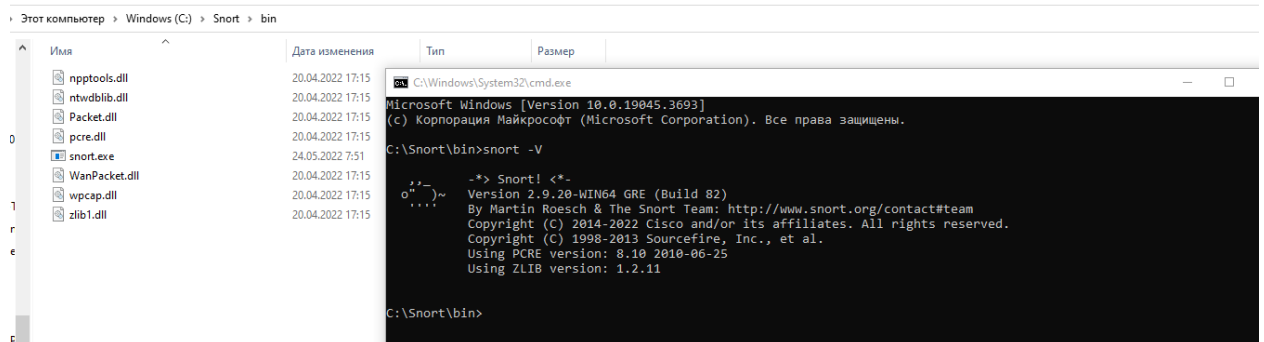 Этот компьютер > Windows (C:) > Snort > bin
Имя Дата изменения Тип Размер
npptools.dll 20.04.2022 17:15
ntwdblib.dll 20.04.2022 17:15
Packet.dll 20.04.2022 17:15
pcre.dll 20.04.2022 17:15
snort.exe 24.05.2022 7:51
WanPacket.dll 20.04.2022 17:15
wpcap.dll 20.04.2022 17:15
zlib1.dll 20.04.2022 17:15
C:\Windows\System32\cmd.exe
Microsoft Windows [Version 10.0.19045.3693]
(c) Корпорация Майкрософт (Microsoft Corporation). Все права защищены.
C:\Snort\bin>snort -V
,,_ -*> Snort! <*-
o" )~ Version 2.9.20-WIN64 GRE (Build 82)
'''' By Martin Roesch & The Snort Team: http://www.snort.org/contact#team
Copyright (C) 2014-2022 Cisco and/or its affiliates. All rights reserved.
Copyright (C) 1998-2013 Sourcefire, Inc., et al.
Using PCRE version: 8.10 2010-06-25
Using ZLIB version: 1.2.11
C:\Snort\bin>